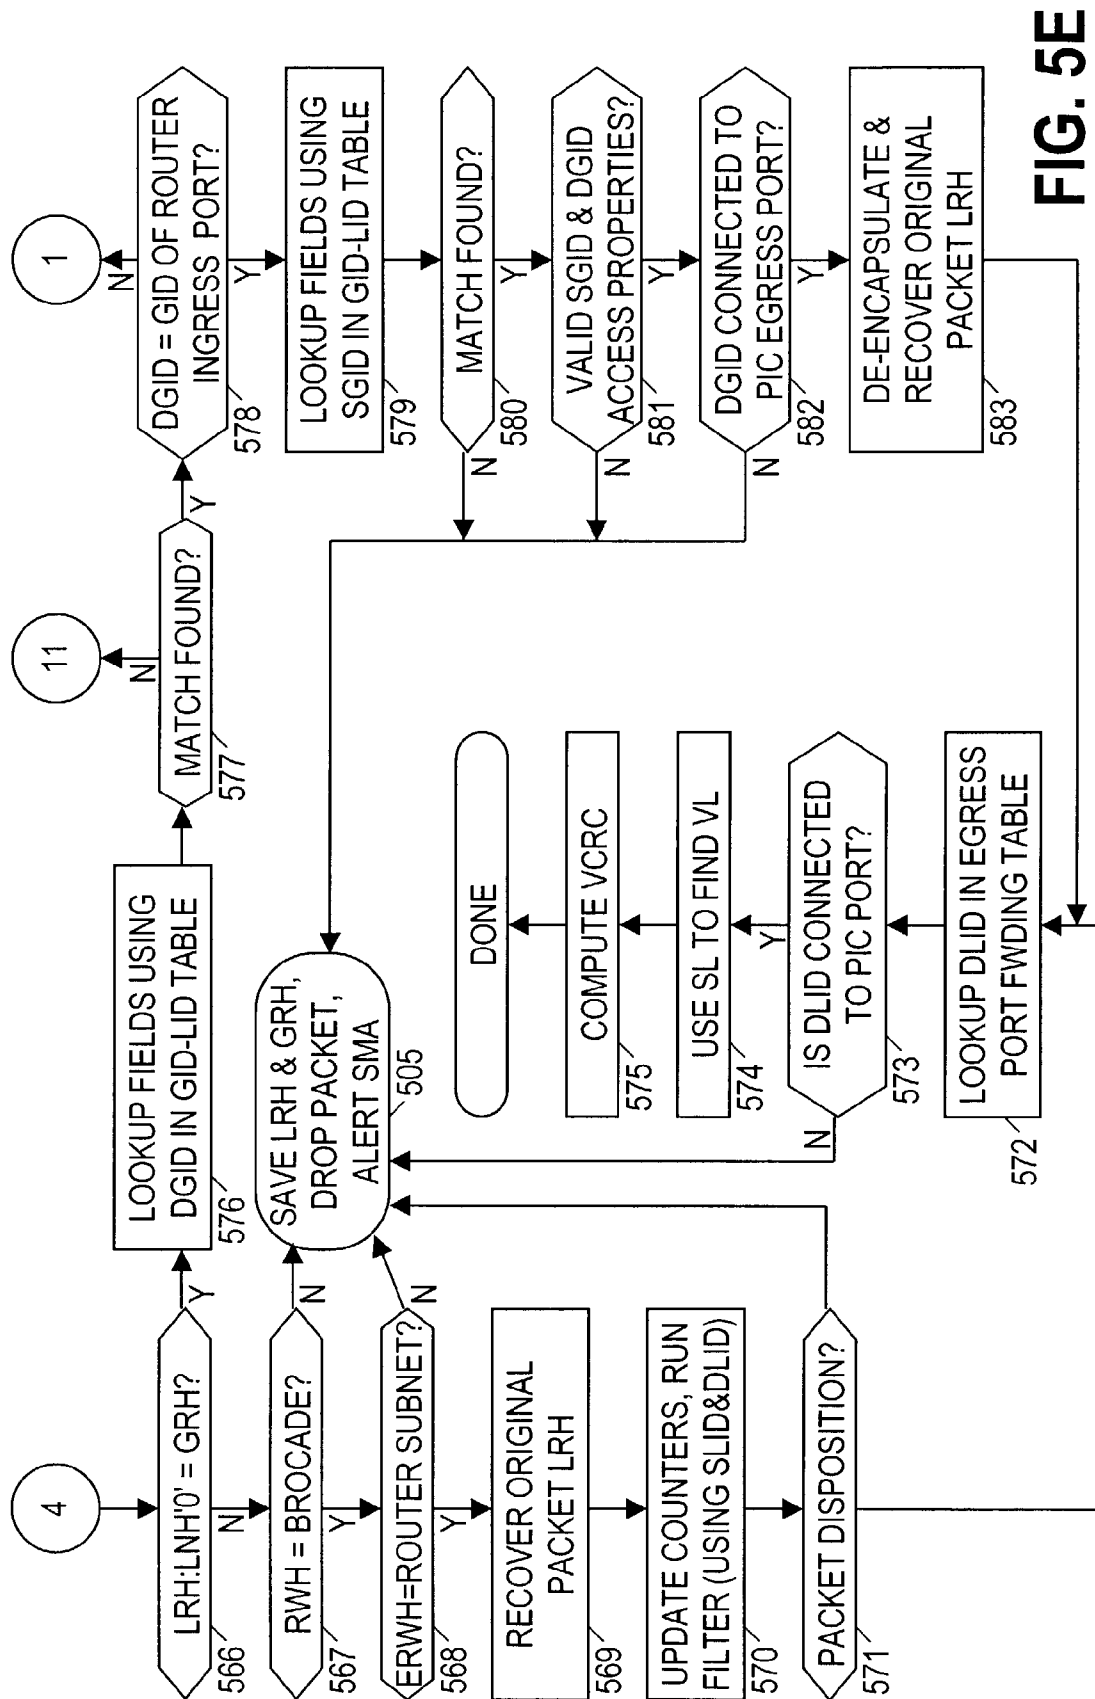 4
LRH:LNH'0' = GRH?
566
Y
N
RWH = BROCADE?
567
N
Y
ERWH=ROUTER SUBNET?
568
N
Y
RECOVER ORIGINAL
PACKET LRH
569
UPDATE COUNTERS, RUN
FILTER (USING SLID&DLID)
570
PACKET DISPOSITION?
571
LOOKUP FIELDS USING
DGID IN GID-LID TABLE
576
SAVE LRH & GRH,
DROP PACKET,
ALERT SMA
505
DONE
COMPUTE VCRC
575
USE SL TO FIND VL
574
Y
IS DLID CONNECTED
TO PIC PORT?
573
N
LOOKUP DLID IN EGRESS
PORT FWDING TABLE
572
11
N
MATCH FOUND?
577
Y
1
N
DGID = GID OF ROUTER
INGRESS PORT?
578
Y
LOOKUP FIELDS USING
SGID IN GID-LID TABLE
579
MATCH FOUND?
580
N
Y
VALID SGID & DGID
ACCESS PROPERTIES?
581
N
Y
DGID CONNECTED TO
PIC EGRESS PORT?
582
N
Y
DE-ENCAPSULATE &
RECOVER ORIGINAL
PACKET LRH
583
FIG. 5E